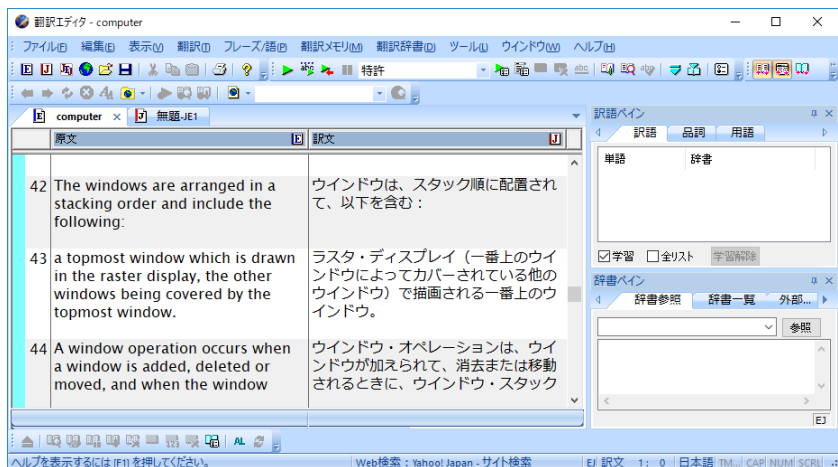 翻訳エディタ - computer
ファイル(F) 編集(E) 表示(V) 翻訳(T) フレーズ/語(P) 翻訳メモリ(M) 翻訳辞書(D) ツール(L) ウインドウ(W) ヘルプ(H)
特許
computer × 無題-JE1
原文 E 訳文 J
42 The windows are arranged in a
stacking order and include the
following:
ウインドウは、スタック順に配置され
て、以下を含む:
43 a topmost window which is drawn
in the raster display, the other
windows being covered by the
topmost window.
ラスタ・ディスプレイ(一番上のウイ
ンドウによってカバーされている他の
ウインドウ)で描画される一番上のウ
インドウ。
44 A window operation occurs when
a window is added, deleted or
moved, and when the window
ウインドウ・オペレーションは、ウイ
ンドウが加えられて、消去または移動
されるときに、ウインドウ・スタック
訳語ペイン
訳語 品詞 用語
単語 辞書
学習 全リスト 学習解除
辞書ペイン
辞書参照 辞書一覧 外部...
参照
EJ
AL
ヘルプを表示するには [F1] を押してください。 Web検索:Yahoo! Japan - サイト検索 EJ 訳文 1: 0 日本語 TM... CAP NUM SCRL